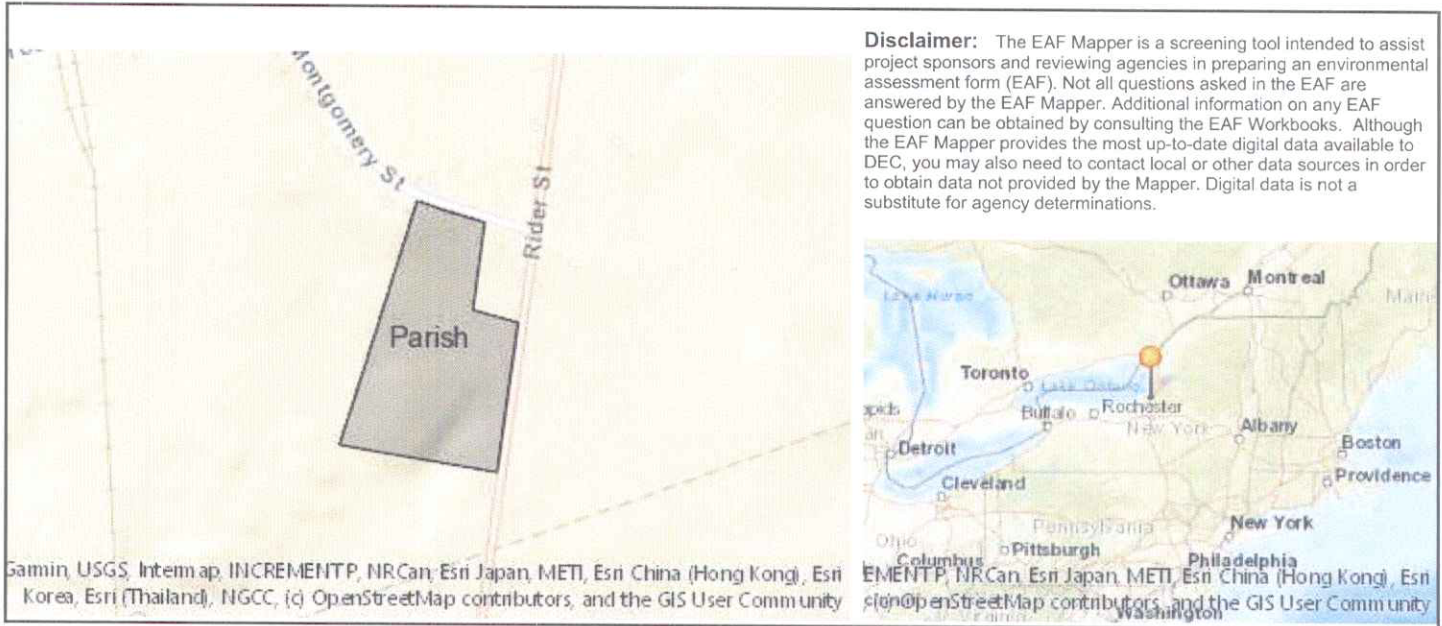 Montgomery St
Rider St
Parish
Garmin, USGS, Intermap, INCREMENT P, NRCan, Esri Japan, METI, Esri China (Hong Kong), Esri
Korea, Esri (Thailand), NGCC, (c) OpenStreetMap contributors, and the GIS User Community
Disclaimer: The EAF Mapper is a screening tool intended to assist
project sponsors and reviewing agencies in preparing an environmental
assessment form (EAF). Not all questions asked in the EAF are
answered by the EAF Mapper. Additional information on any EAF
question can be obtained by consulting the EAF Workbooks. Although
the EAF Mapper provides the most up-to-date digital data available to
DEC, you may also need to contact local or other data sources in order
to obtain data not provided by the Mapper. Digital data is not a
substitute for agency determinations.
Ottawa
Montreal
Lake Huron
Toronto
Lake Ontario
apids
Buffalo
Rochester
New York
Albany
Detroit
Boston
Providence
Cleveland
Pennsylvania
New York
Ohio
Columbus
Pittsburgh
Philadelphia
EMENT P, NRCan, Esri Japan, METI, Esri China (Hong Kong), Esri
OpenStreetMap contributors, and the GIS User Community
Washington